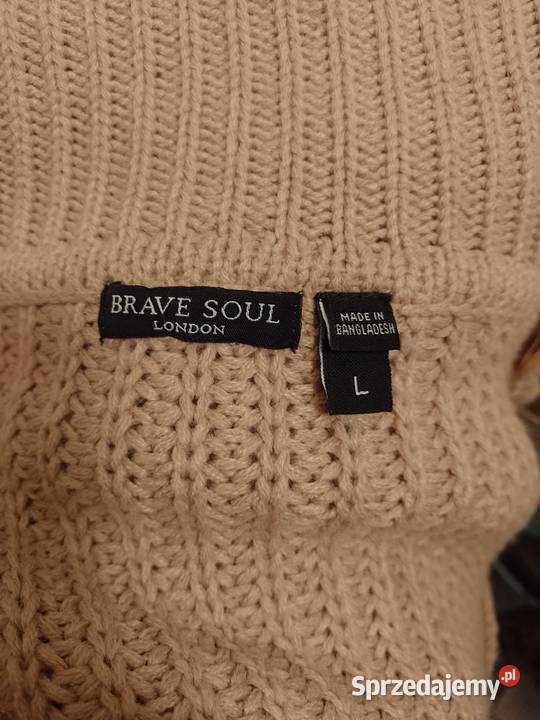 BRAVE SOUL
LONDON
MADE IN
BANGLADESH
L
Sprzedajemy.pl